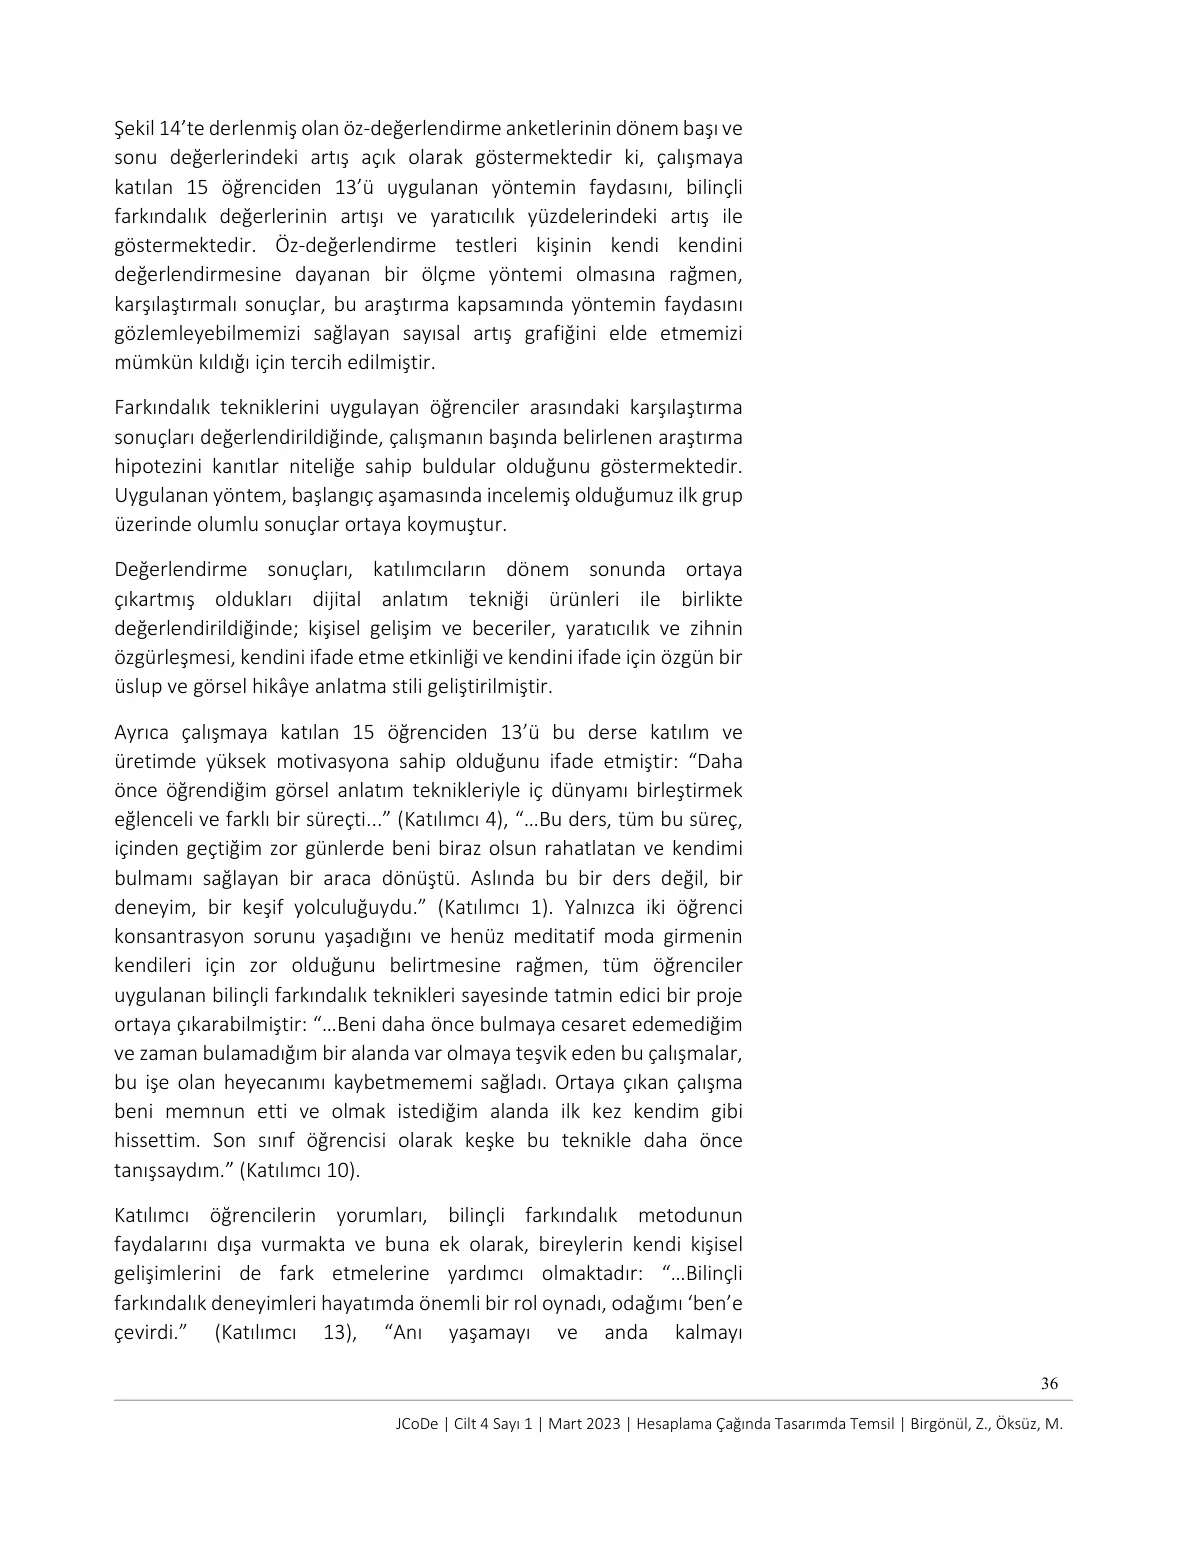 Şekil 14’te derlenmiş olan öz-değerlendirme anketlerinin dönem başı ve
sonu değerlerindeki artış açık olarak göstermektedir ki, çalışmaya
katılan 15 öğrenciden 13’ü uygulanan yöntemin faydasını, bilinçli
farkındalık değerlerinin artışı ve yaratıcılık yüzdelerindeki artış ile
göstermektedir. Öz-değerlendirme testleri kişinin kendi kendini
değerlendirmesine dayanan bir ölçme yöntemi olmasına rağmen,
karşılaştırmalı sonuçlar, bu araştırma kapsamında yöntemin faydasını
gözlemleyebilmemizi sağlayan sayısal artış grafiğini elde etmemizi
mümkün kıldığı için tercih edilmiştir.
Farkındalık tekniklerini uygulayan öğrenciler arasındaki karşılaştırma
sonuçları değerlendirildiğinde, çalışmanın başında belirlenen araştırma
hipotezini kanıtlar niteliğe sahip buldular olduğunu göstermektedir.
Uygulanan yöntem, başlangıç aşamasında incelemiş olduğumuz ilk grup
üzerinde olumlu sonuçlar ortaya koymuştur.
Değerlendirme sonuçları, katılımcıların dönem sonunda ortaya
çıkartmış oldukları dijital anlatım tekniği ürünleri ile birlikte
değerlendirildiğinde; kişisel gelişim ve beceriler, yaratıcılık ve zihnin
özgürleşmesi, kendini ifade etme etkinliği ve kendini ifade için özgün bir
üslup ve görsel hikâye anlatma stili geliştirilmiştir.
Ayrıca çalışmaya katılan 15 öğrenciden 13’ü bu derse katılım ve
üretimde yüksek motivasyona sahip olduğunu ifade etmiştir: “Daha
önce öğrendiğim görsel anlatım teknikleriyle iç dünyamı birleştirmek
eğlenceli ve farklı bir süreçti...” (Katılımcı 4), “…Bu ders, tüm bu süreç,
içinden geçtiğim zor günlerde beni biraz olsun rahatlatan ve kendimi
bulmamı sağlayan bir araca dönüştü. Aslında bu bir ders değil, bir
deneyim, bir keşif yolculuğuydu.” (Katılımcı 1). Yalnızca iki öğrenci
konsantrasyon sorunu yaşadığını ve henüz meditatif moda girmenin
kendileri için zor olduğunu belirtmesine rağmen, tüm öğrenciler
uygulanan bilinçli farkındalık teknikleri sayesinde tatmin edici bir proje
ortaya çıkarabilmiştir: “…Beni daha önce bulmaya cesaret edemediğim
ve zaman bulamadığım bir alanda var olmaya teşvik eden bu çalışmalar,
bu işe olan heyecanımı kaybetmememi sağladı. Ortaya çıkan çalışma
beni memnun etti ve olmak istediğim alanda ilk kez kendim gibi
hissettim. Son sınıf öğrencisi olarak keşke bu teknikle daha önce
tanışsaydım.” (Katılımcı 10).
Katılımcı öğrencilerin yorumları, bilinçli farkındalık metodunun
faydalarını dışa vurmakta ve buna ek olarak, bireylerin kendi kişisel
gelişimlerini de fark etmelerine yardımcı olmaktadır: “…Bilinçli
farkındalık deneyimleri hayatımda önemli bir rol oynadı, odağımı ‘ben’e
çevirdi.” (Katılımcı 13), “Anı yaşamayı ve anda kalmayı
36
JCoDe | Cilt 4 Sayı 1 | Mart 2023 | Hesaplama Çağında Tasarımda Temsil | Birgönül, Z., Öksüz, M.